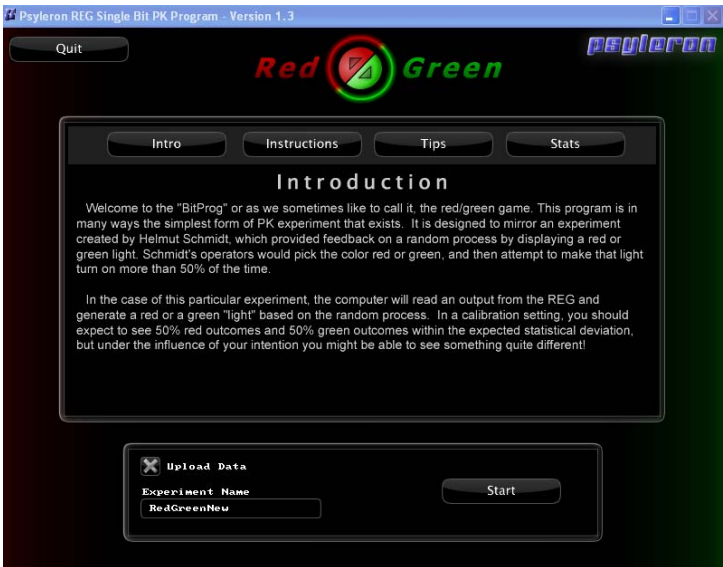 Psyleron REG Single Bit PK Program - Version 1.3
Quit
Red Green
psyleron
Intro Instructions Tips Stats
Introduction
Welcome to the "BitProg" or as we sometimes like to call it, the red/green game. This program is in
many ways the simplest form of PK experiment that exists. It is designed to mirror an experiment
created by Helmut Schmidt, which provided feedback on a random process by displaying a red or
green light. Schmidt's operators would pick the color red or green, and then attempt to make that light
turn on more than 50% of the time.
In the case of this particular experiment, the computer will read an output from the REG and
generate a red or a green "light" based on the random process. In a calibration setting, you should
expect to see 50% red outcomes and 50% green outcomes within the expected statistical deviation,
but under the influence of your intention you might be able to see something quite different!
Upload Data
Experiment Name
RedGreenNew
Start